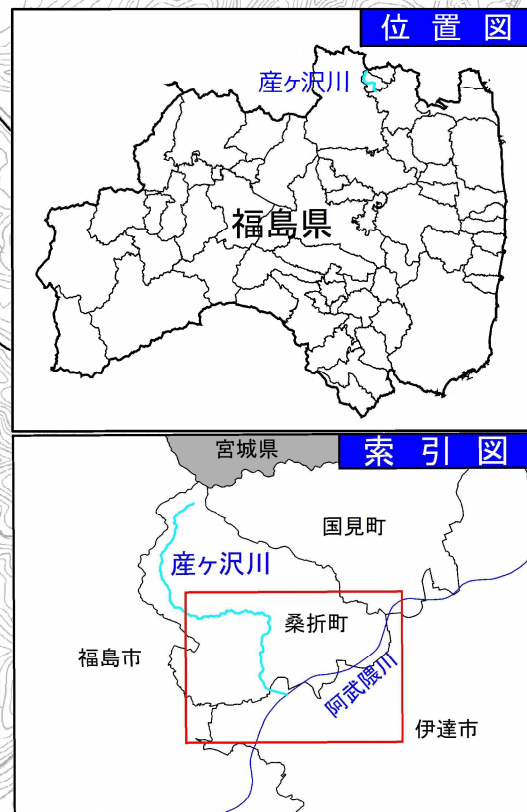 位置図
産ヶ沢川
福島県
索引図
宮城県
国見町
産ヶ沢川
桑折町
福島市
阿武隈川
伊達市